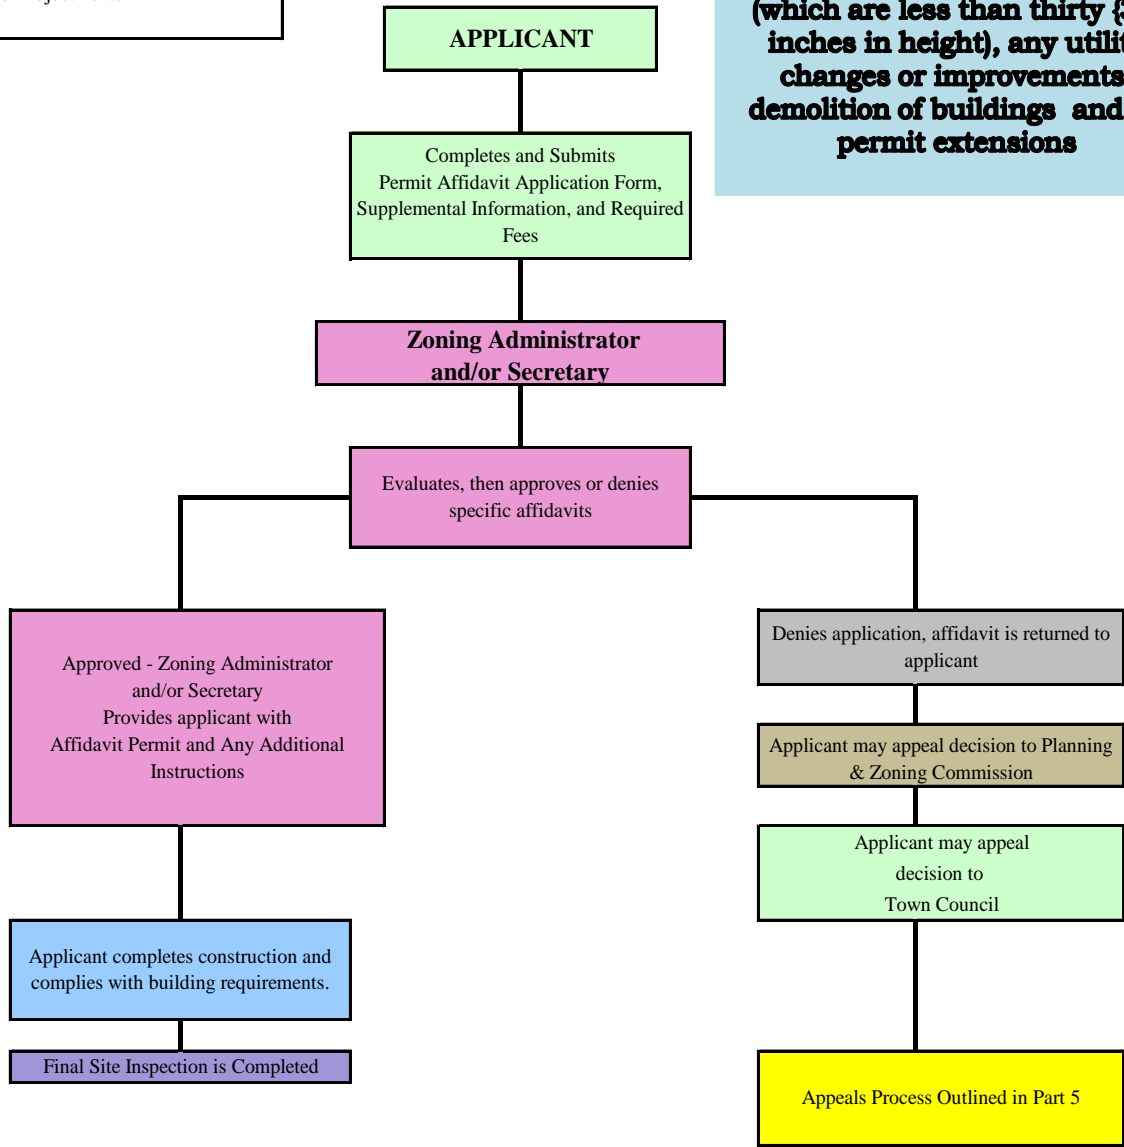 APPLICANT
(which are less than thirty
inches in height), any
changes or improvements
demolition of buildings and
permit extensions
Completes and Submits
Permit Affidavit Application Form,
Supplemental Information, and Required
Fees
Zoning Administrator
and/or Secretary
Evaluates, then approves or denies
specific affidavits
Approved - Zoning Administrator
and/or Secretary
Provides applicant with
Affidavit Permit and Any Additional
Instructions
Applicant completes construction and
complies with building requirements.
Final Site Inspection is Completed
Denies application, affidavit is returned to
applicant
Applicant may appeal decision to Planning
& Zoning Commission
Applicant may appeal
decision to
Town Council
Appeals Process Outlined in Part 5